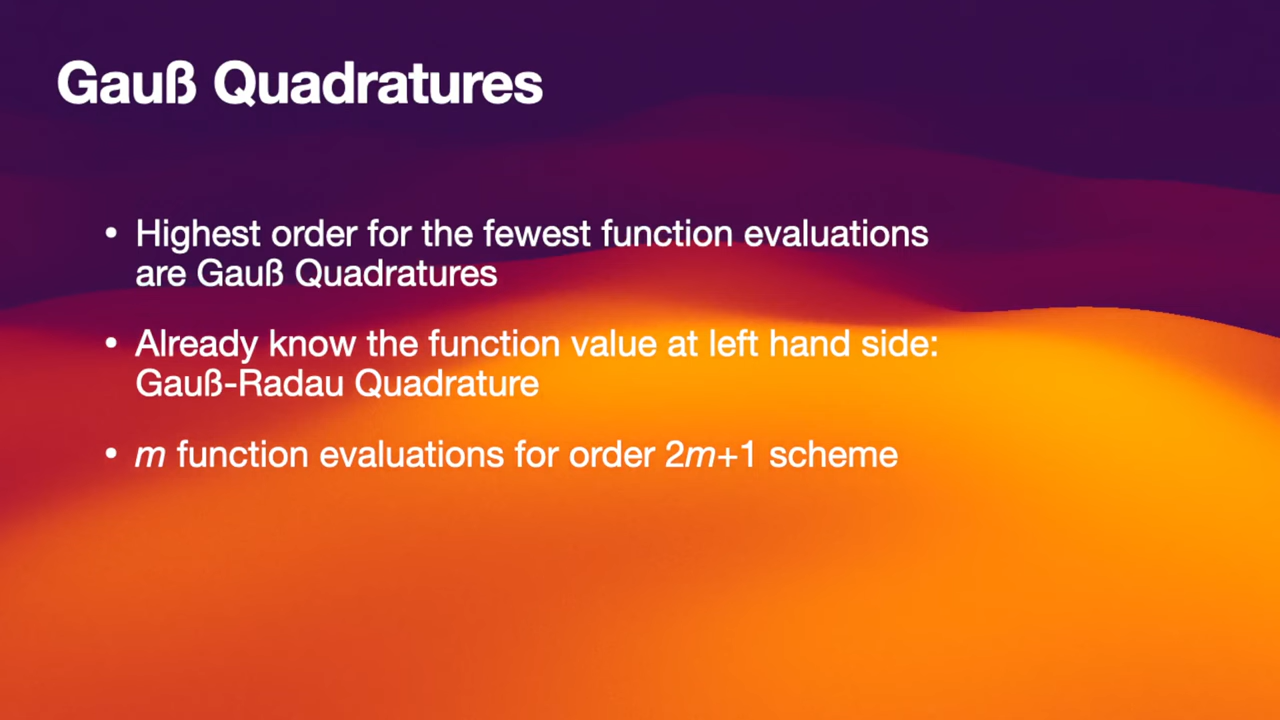 Gauß Quadratures
• Highest order for the fewest function evaluations
are Gauß Quadratures
• Already know the function value at left hand side:
Gauß-Radau Quadrature
• m function evaluations for order 2m+1 scheme